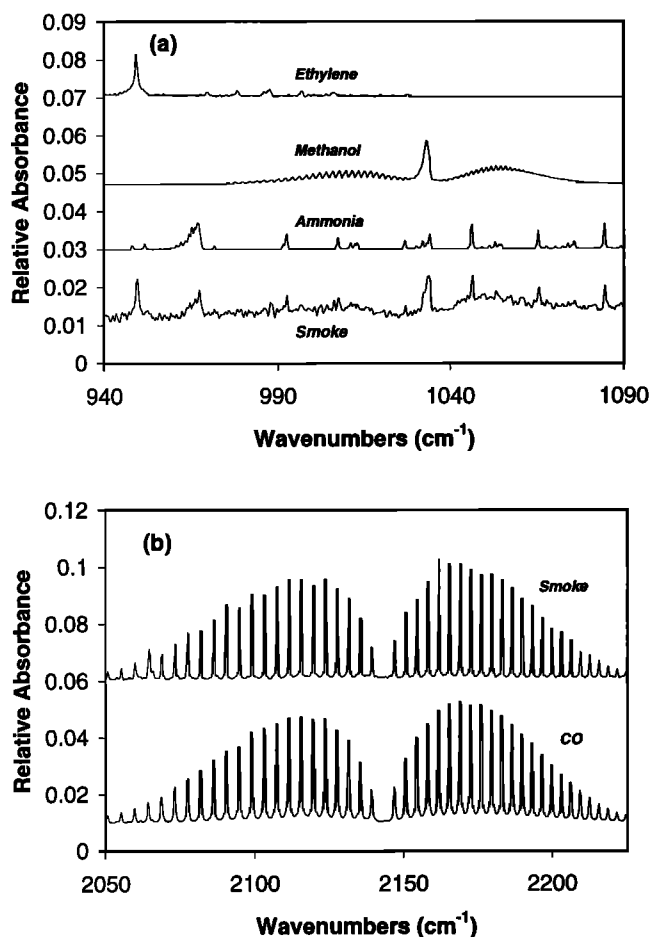 (a)
Relative Absorbance
0.09
0.08
0.07
0.06
0.05
0.04
0.03
0.02
0.01
0
Ethylene
Methanol
Ammonia
Smoke
940
990
1040
1090
Wavenumbers (cm⁻¹)
(b)
Relative Absorbance
0.12
0.1
0.08
0.06
0.04
0.02
0
Smoke
CO
2050
2100
2150
2200
Wavenumbers (cm⁻¹)